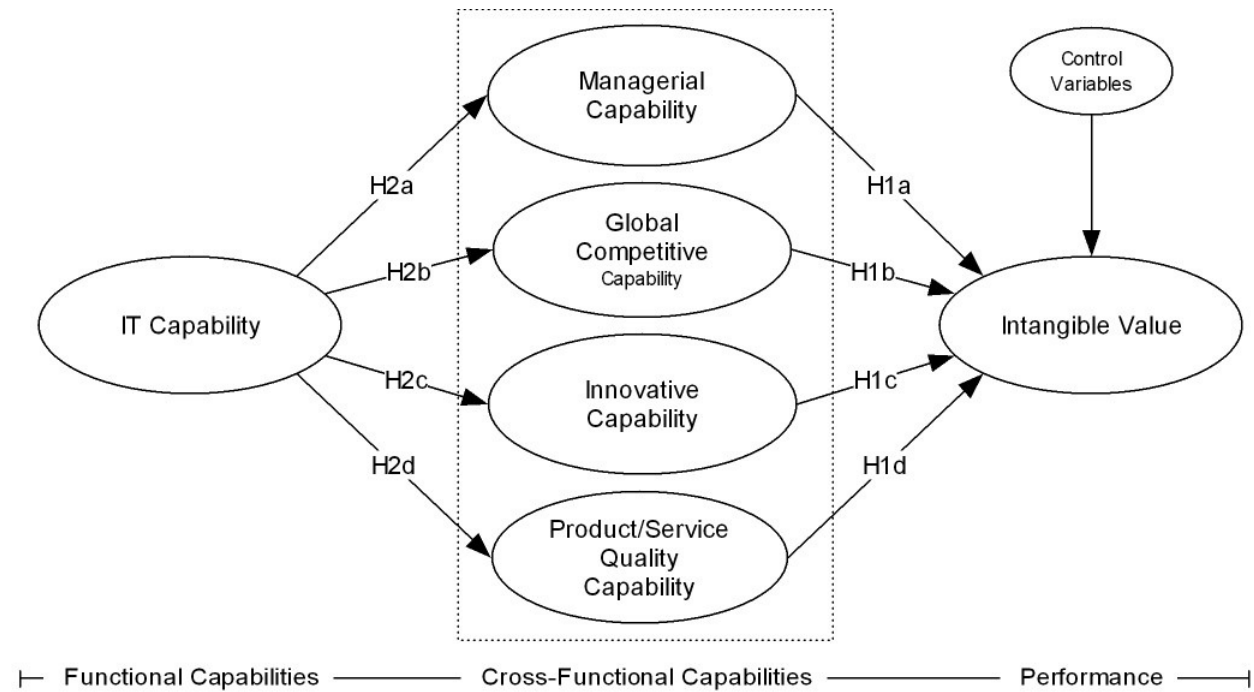 Managerial
Capability
Control
Variables
H2a
H1a
Global
Competitive
Capability
H2b
H1b
IT Capability
Intangible Value
H2c
H1c
Innovative
Capability
H2d
H1d
Product/Service
Quality
Capability
Functional Capabilities
Cross-Functional Capabilities
Performance